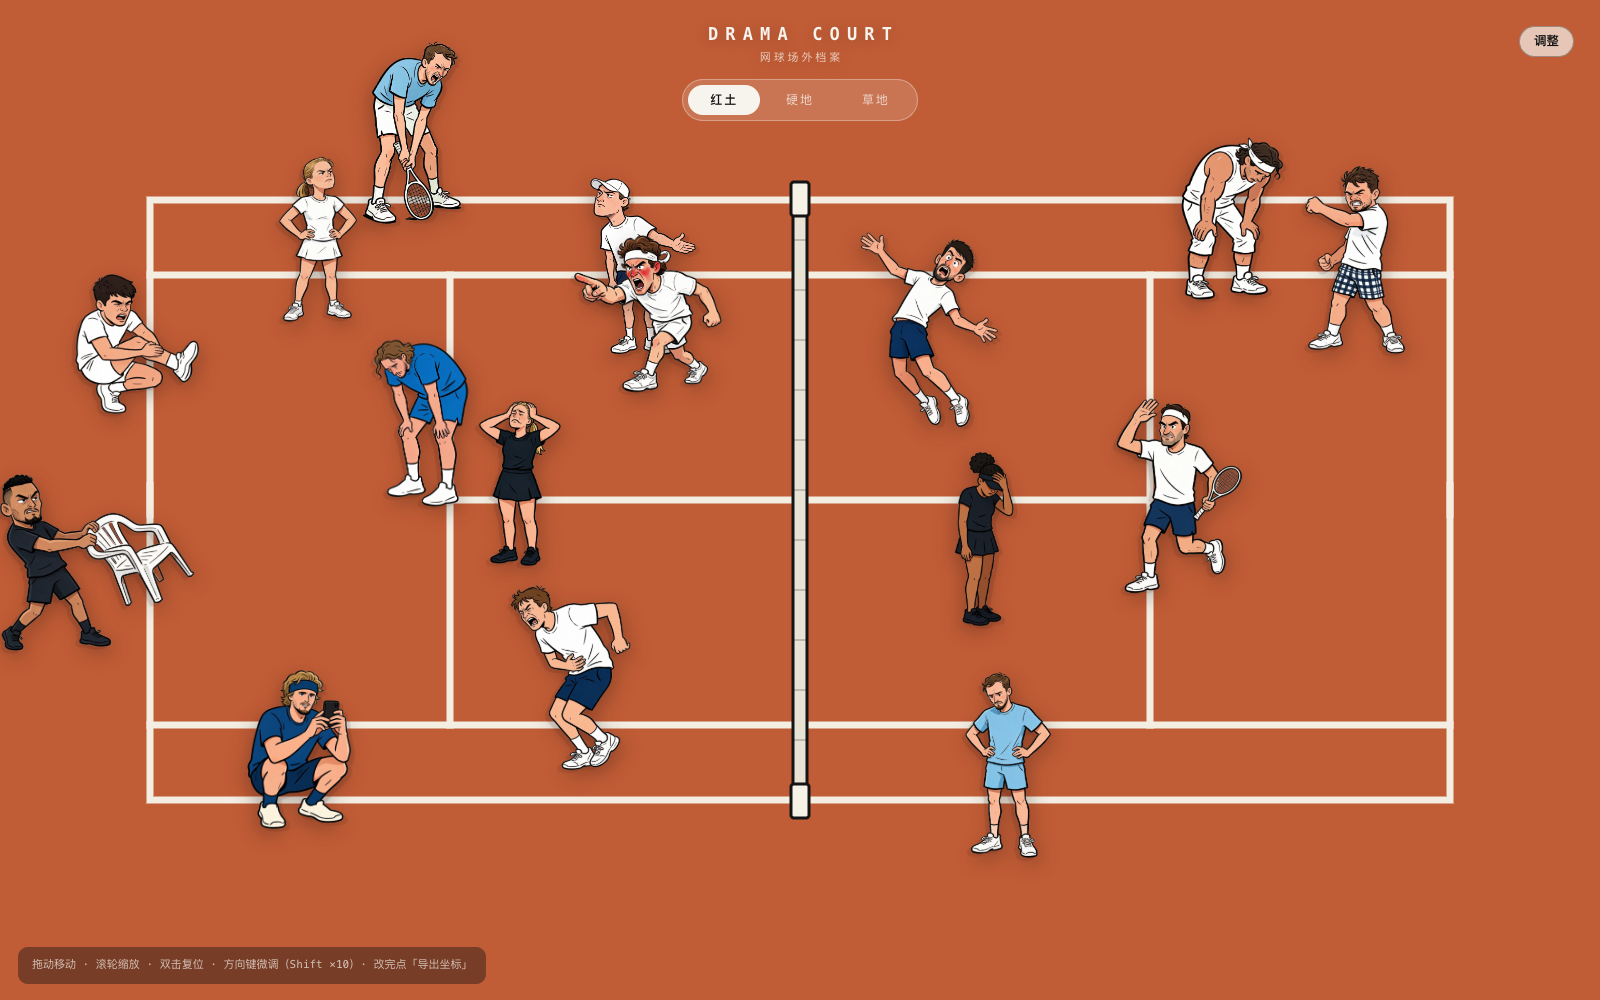 DRAMA COURT
网球场外档案
调整
红土 硬地 草地
拖动移动 · 滚轮缩放 · 双击复位 · 方向键微调 (Shift ×10) · 改完点「导出坐标」